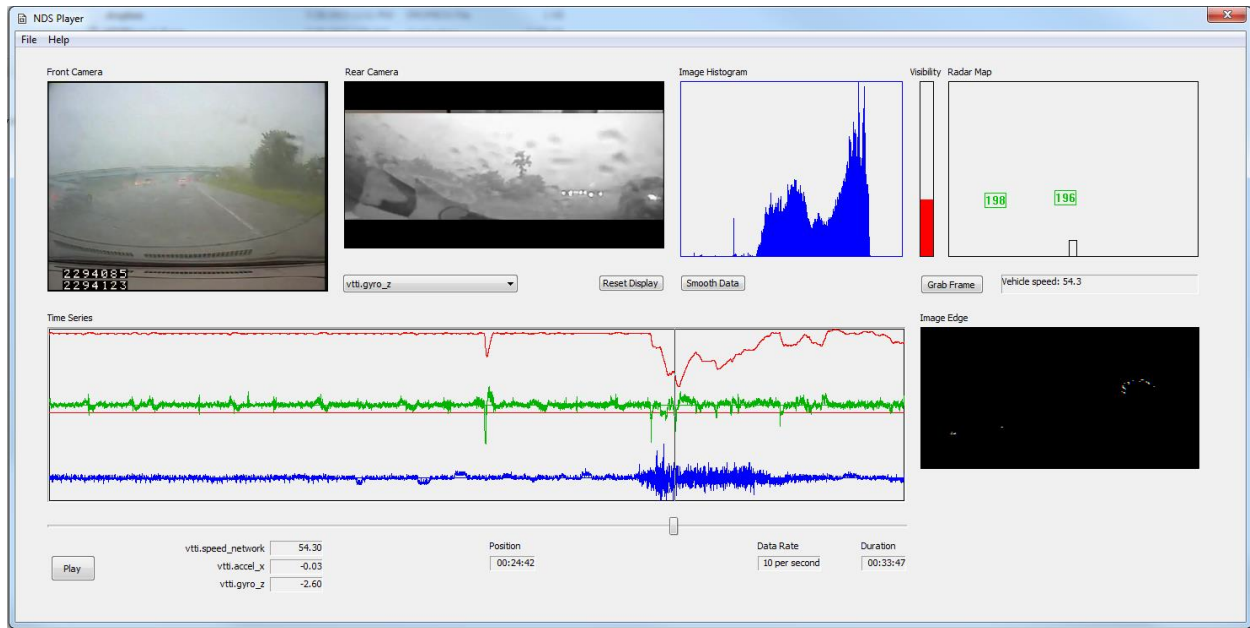 NDS Player
File Help
Front Camera
Rear Camera
Image Histogram
Visibility
Radar Map
198
196
2294085
2294123
vtti.gyro_z
Reset Display
Smooth Data
Grab Frame
Vehicle speed: 54.3
Time Series
Image Edge
Play
vtti.speed_network 54.30
vtti.accel_x -0.03
vtti.gyro_z -2.60
Position
00:24:42
Data Rate
10 per second
Duration
00:33:47